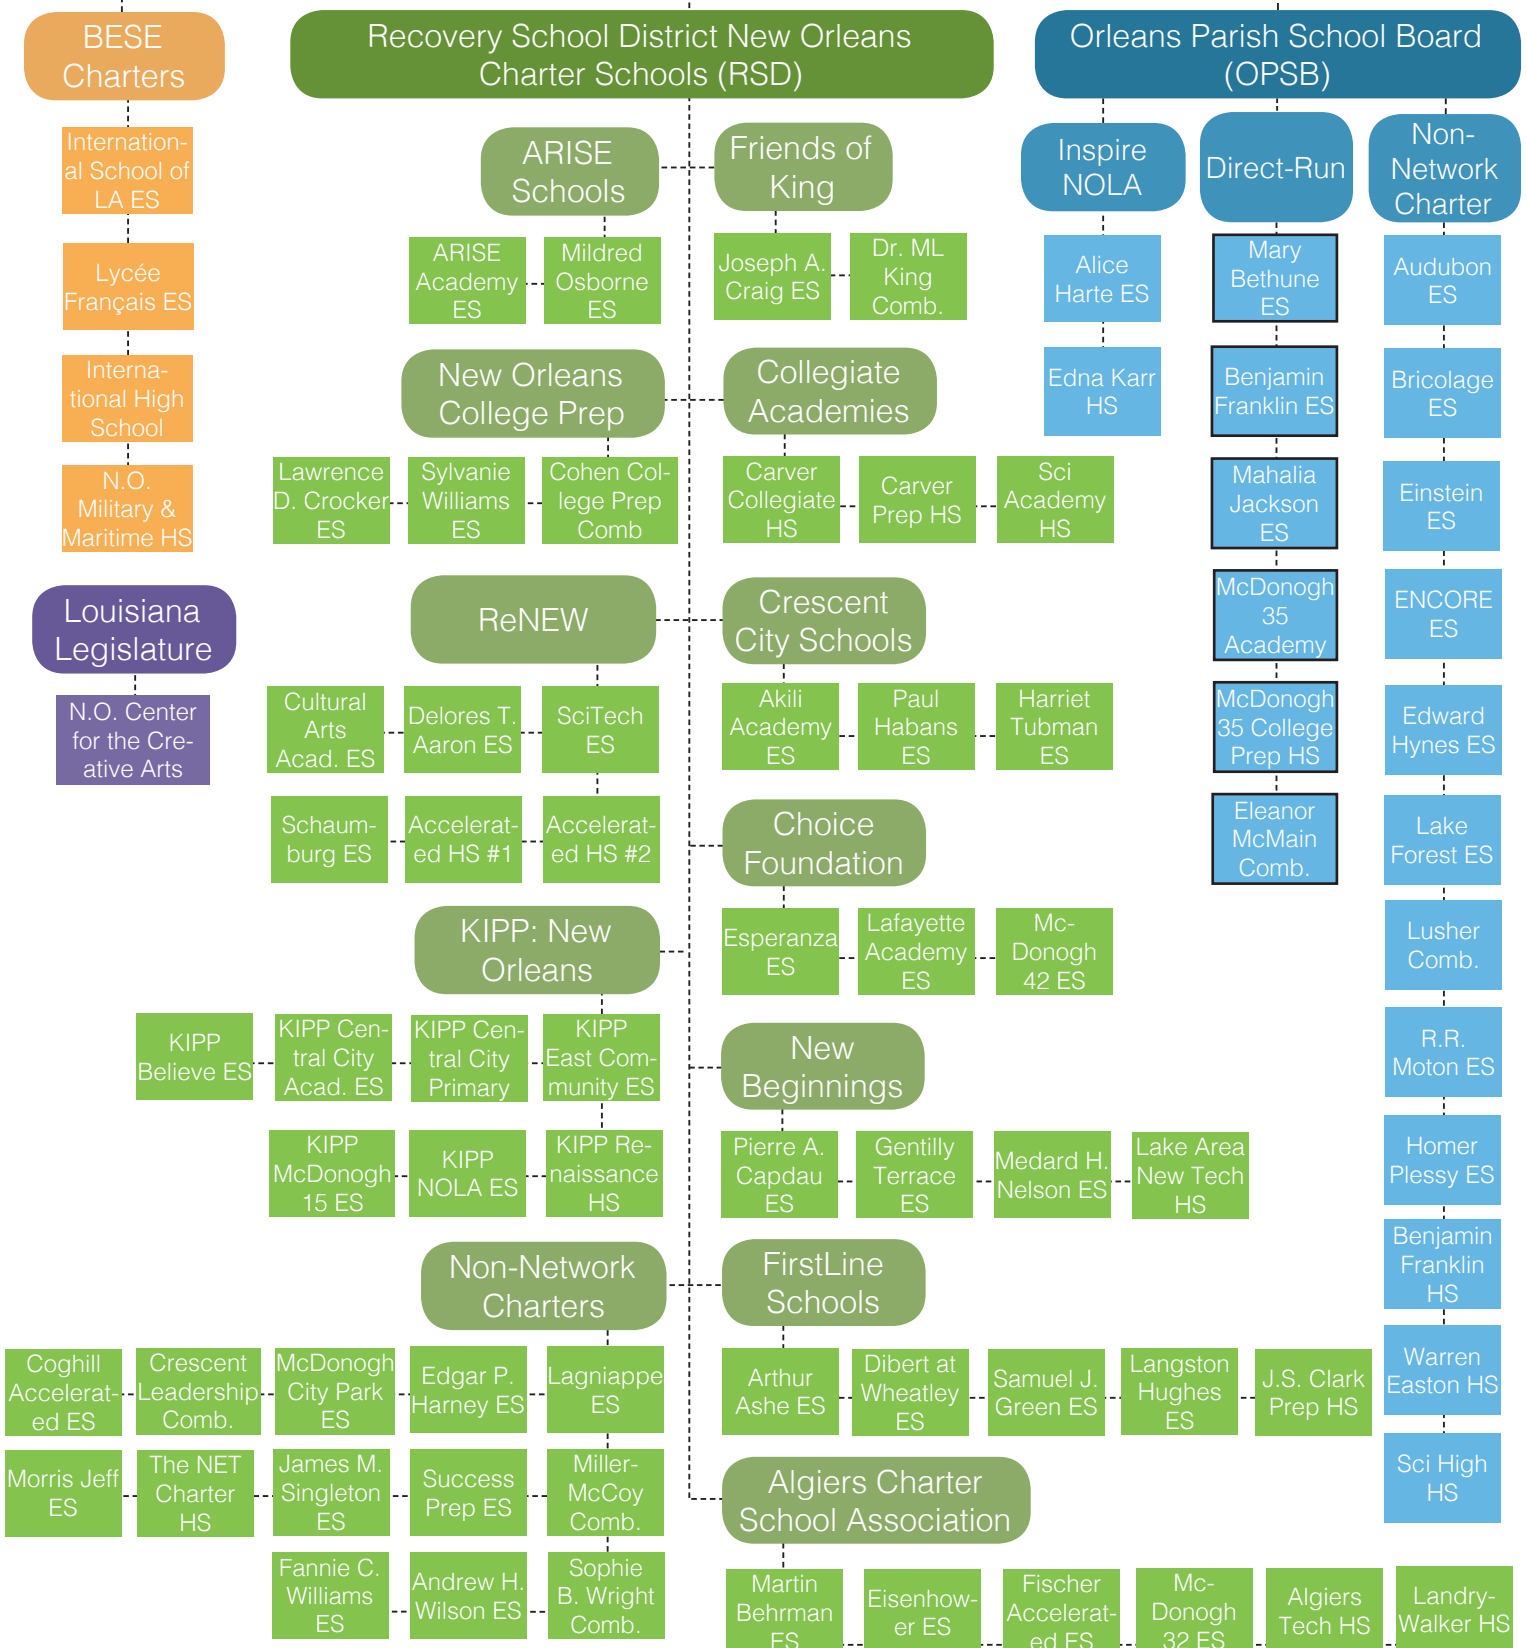 BESE
Charters
Internation-
al School of
LA ES
Lycée
Français ES
Interna-
tional High
School
N.O.
Military &
Maritime HS
Louisiana
Legislature
N.O. Center
for the Cre-
ative Arts
Recovery School District New Orleans
Charter Schools (RSD)
ARISE
Schools
ARISE
Academy
ES
Mildred
Osborne
ES
Friends of
King
Joseph A.
Craig ES
Dr. ML
King
Comb.
New Orleans
College Prep
Lawrence
D. Crocker
ES
Sylvanie
Williams
ES
Cohen Col-
lege Prep
Comb
Collegiate
Academies
Carver
Collegiate
HS
Carver
Prep HS
Sci
Academy
HS
ReNEW
Cultural
Arts
Acad. ES
Delores T.
Aaron ES
SciTech
ES
Schaum-
burg ES
Accelerat-
ed HS #1
Accelerat-
ed HS #2
Crescent
City Schools
Akili
Academy
ES
Paul
Habans
ES
Harriet
Tubman
ES
Choice
Foundation
Esperanza
ES
Lafayette
Academy
ES
Mc-
Donogh
42 ES
KIPP: New
Orleans
KIPP
Believe ES
KIPP Cen-
tral City
Acad. ES
KIPP Cen-
tral City
Primary
KIPP
East Com-
munity ES
KIPP
McDonogh
15 ES
KIPP
NOLA ES
KIPP Re-
naissance
HS
New
Beginnings
Pierre A.
Capdau
ES
Gentilly
Terrace
ES
Medard H.
Nelson ES
Lake Area
New Tech
HS
Non-Network
Charters
Coghill
Accelerat-
ed ES
Crescent
Leadership
Comb.
McDonogh
City Park
ES
Edgar P.
Harney ES
Lagniappe
ES
Morris Jeff
ES
The NET
Charter
HS
James M.
Singleton
ES
Success
Prep ES
Miller-
McCoy
Comb.
Fannie C.
Williams
ES
Andrew H.
Wilson ES
Sophie
B. Wright
Comb.
FirstLine
Schools
Arthur
Ashe ES
Dibert at
Wheatley
ES
Samuel J.
Green ES
Langston
Hughes
ES
J.S. Clark
Prep HS
Algiers Charter
School Association
Martin
Behrman
ES
Eisenhow-
er ES
Fischer
Accelerat-
ed ES
Mc-
Donogh
32 ES
Algiers
Tech HS
Landry-
Walker HS
Orleans Parish School Board
(OPSB)
Inspire
NOLA
Alice
Harte ES
Edna Karr
HS
Direct-Run
Mary
Bethune
ES
Benjamin
Franklin ES
Mahalia
Jackson
ES
McDonogh
35
Academy
McDonogh
35 College
Prep HS
Eleanor
McMain
Comb.
Non-
Network
Charter
Audubon
ES
Bricolage
ES
Einstein
ES
ENCORE
ES
Edward
Hynes ES
Lake
Forest ES
Lusher
Comb.
R.R.
Moton ES
Homer
Plessy ES
Benjamin
Franklin
HS
Warren
Easton HS
Sci High
HS